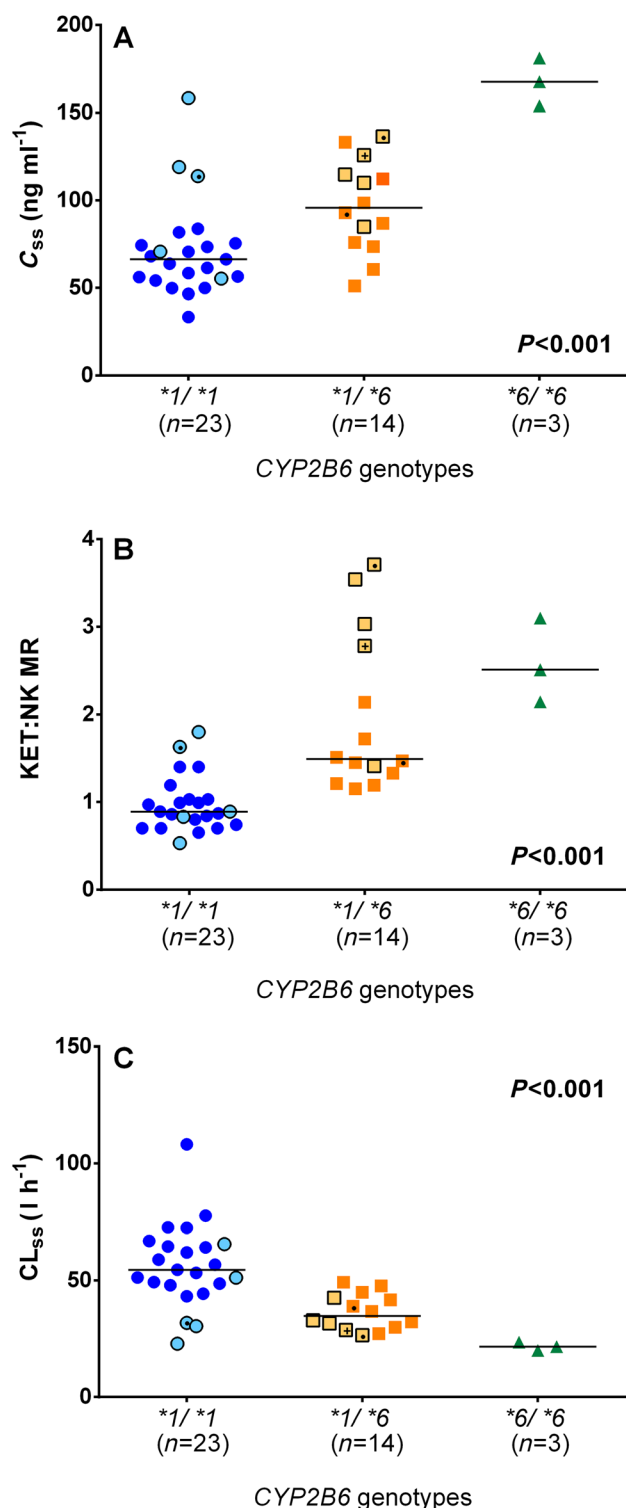 A
200
150
100
50
0
Css (ng ml-1)
P<0.001
*1/ *1 *1/ *6 *6/ *6
(n=23) (n=14) (n=3)
CYP2B6 genotypes
B
4
3
2
1
0
KET:NK MR
P<0.001
*1/ *1 *1/ *6 *6/ *6
(n=23) (n=14) (n=3)
CYP2B6 genotypes
C
150
100
50
0
CLss (l h-1)
P<0.001
*1/ *1 *1/ *6 *6/ *6
(n=23) (n=14) (n=3)
CYP2B6 genotypes